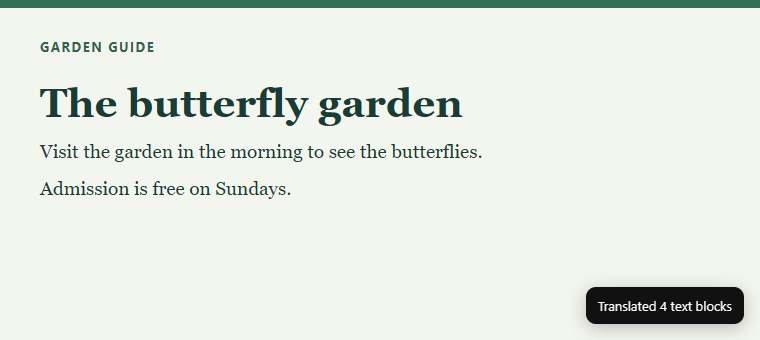 GARDEN GUIDE
The butterfly garden
Visit the garden in the morning to see the butterflies.
Admission is free on Sundays.
Translated 4 text blocks